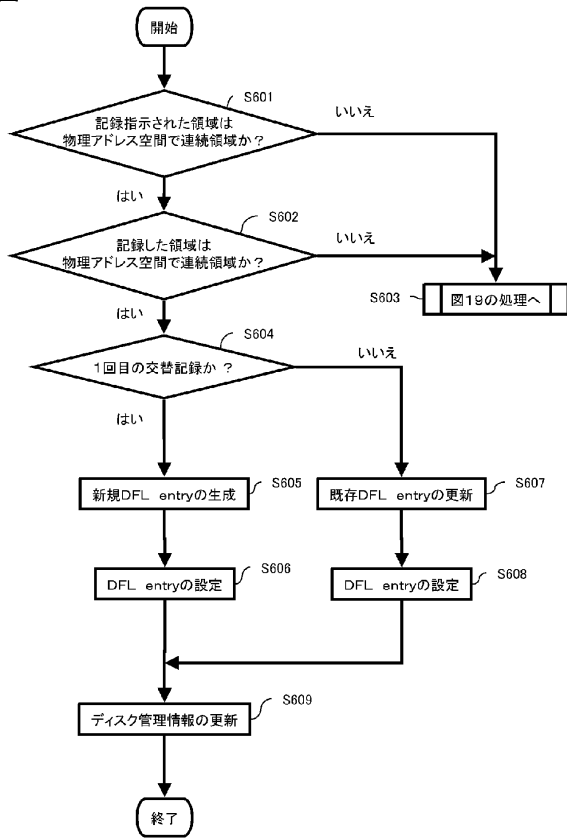 開始
S601
記録指示された領域は
物理アドレス空間で連続領域か？
いいえ
はい
S602
記録した領域は
物理アドレス空間で連続領域か？
いいえ
はい
S603
図19の処理へ
S604
1回目の交替記録か ？
いいえ
はい
新規DFL entryの生成
S605
既存DFL entryの更新
S607
DFL entryの設定
S606
DFL entryの設定
S608
ディスク管理情報の更新
S609
終了